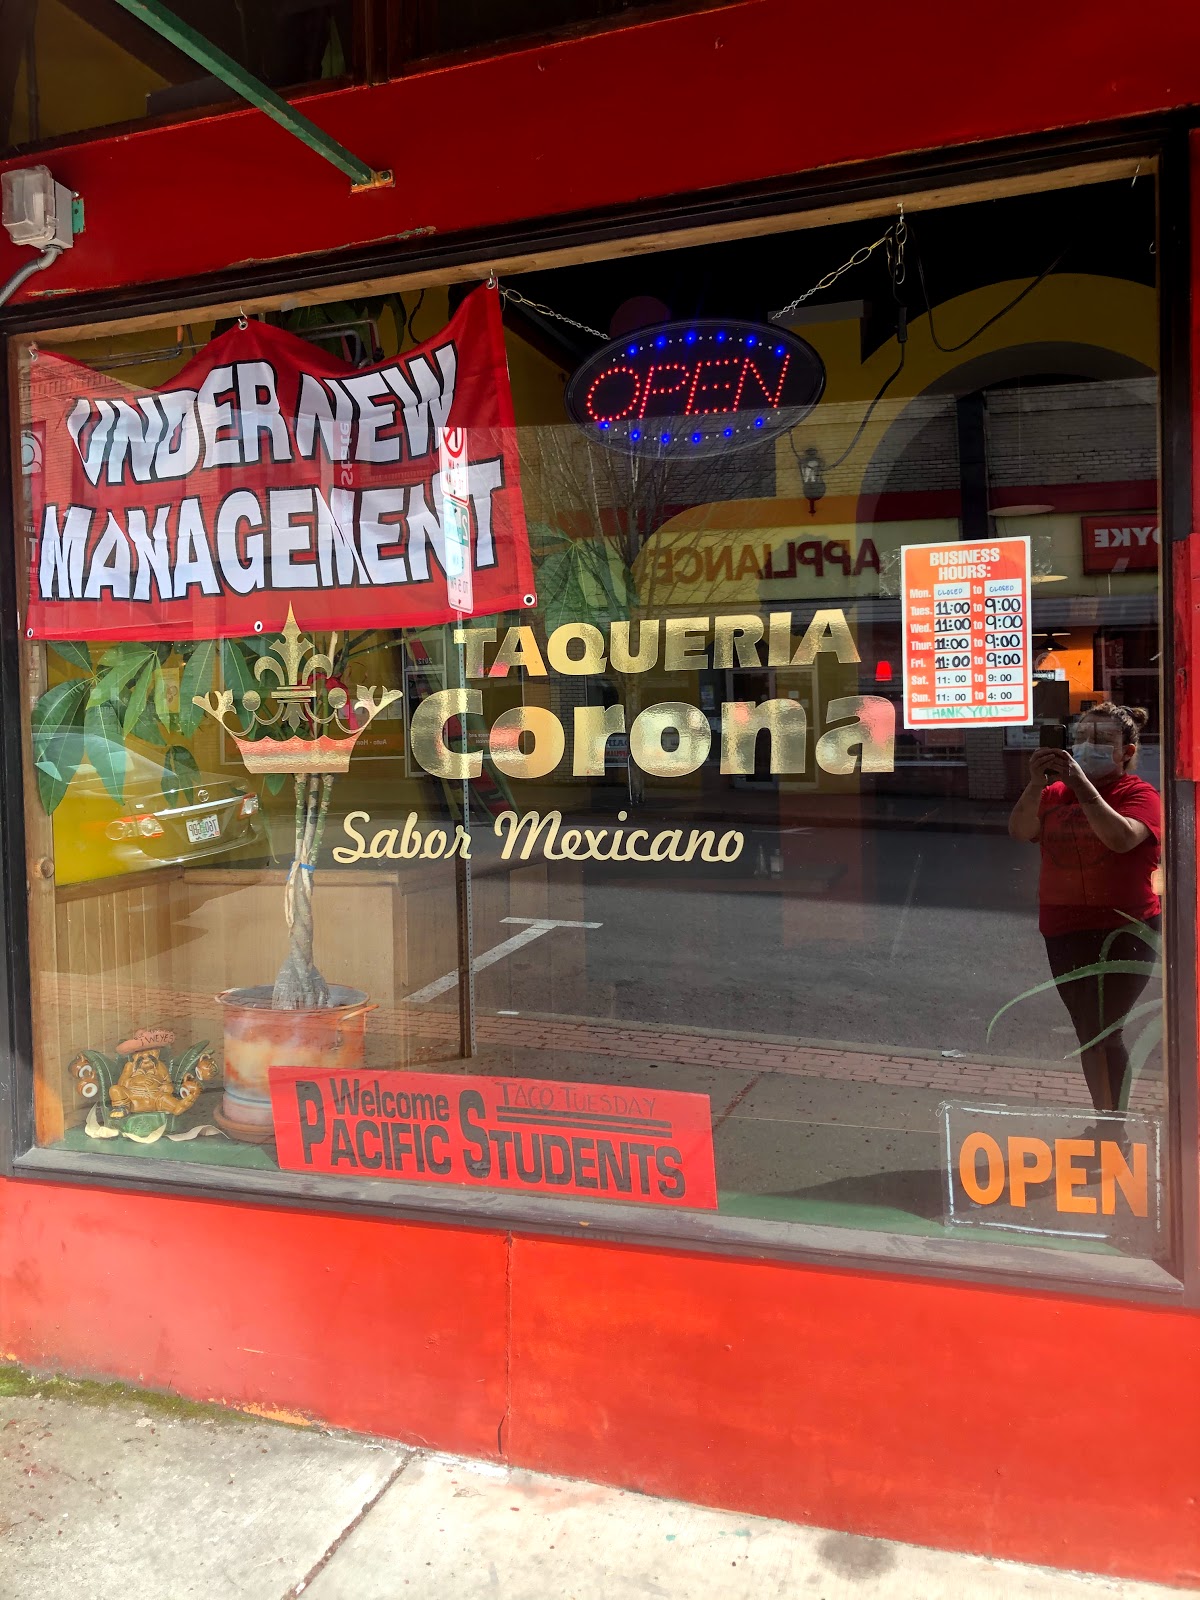 UNDER NEW
MANAGEMENT
OPEN
APPLIANCE
DYKE
BUSINESS
HOURS:
Mon. CLOSED to CLOSED
Tues. 11:00 to 9:00
Wed. 11:00 to 9:00
Thur. 11:00 to 9:00
Fri. 11:00 to 9:00
Sat. 11:00 to 9:00
Sun. 11:00 to 4:00
THANK YOU
TAQUERIA
Corona
Sabor Mexicano
Welcome TACO TUESDAY
PACIFIC STUDENTS
OPEN